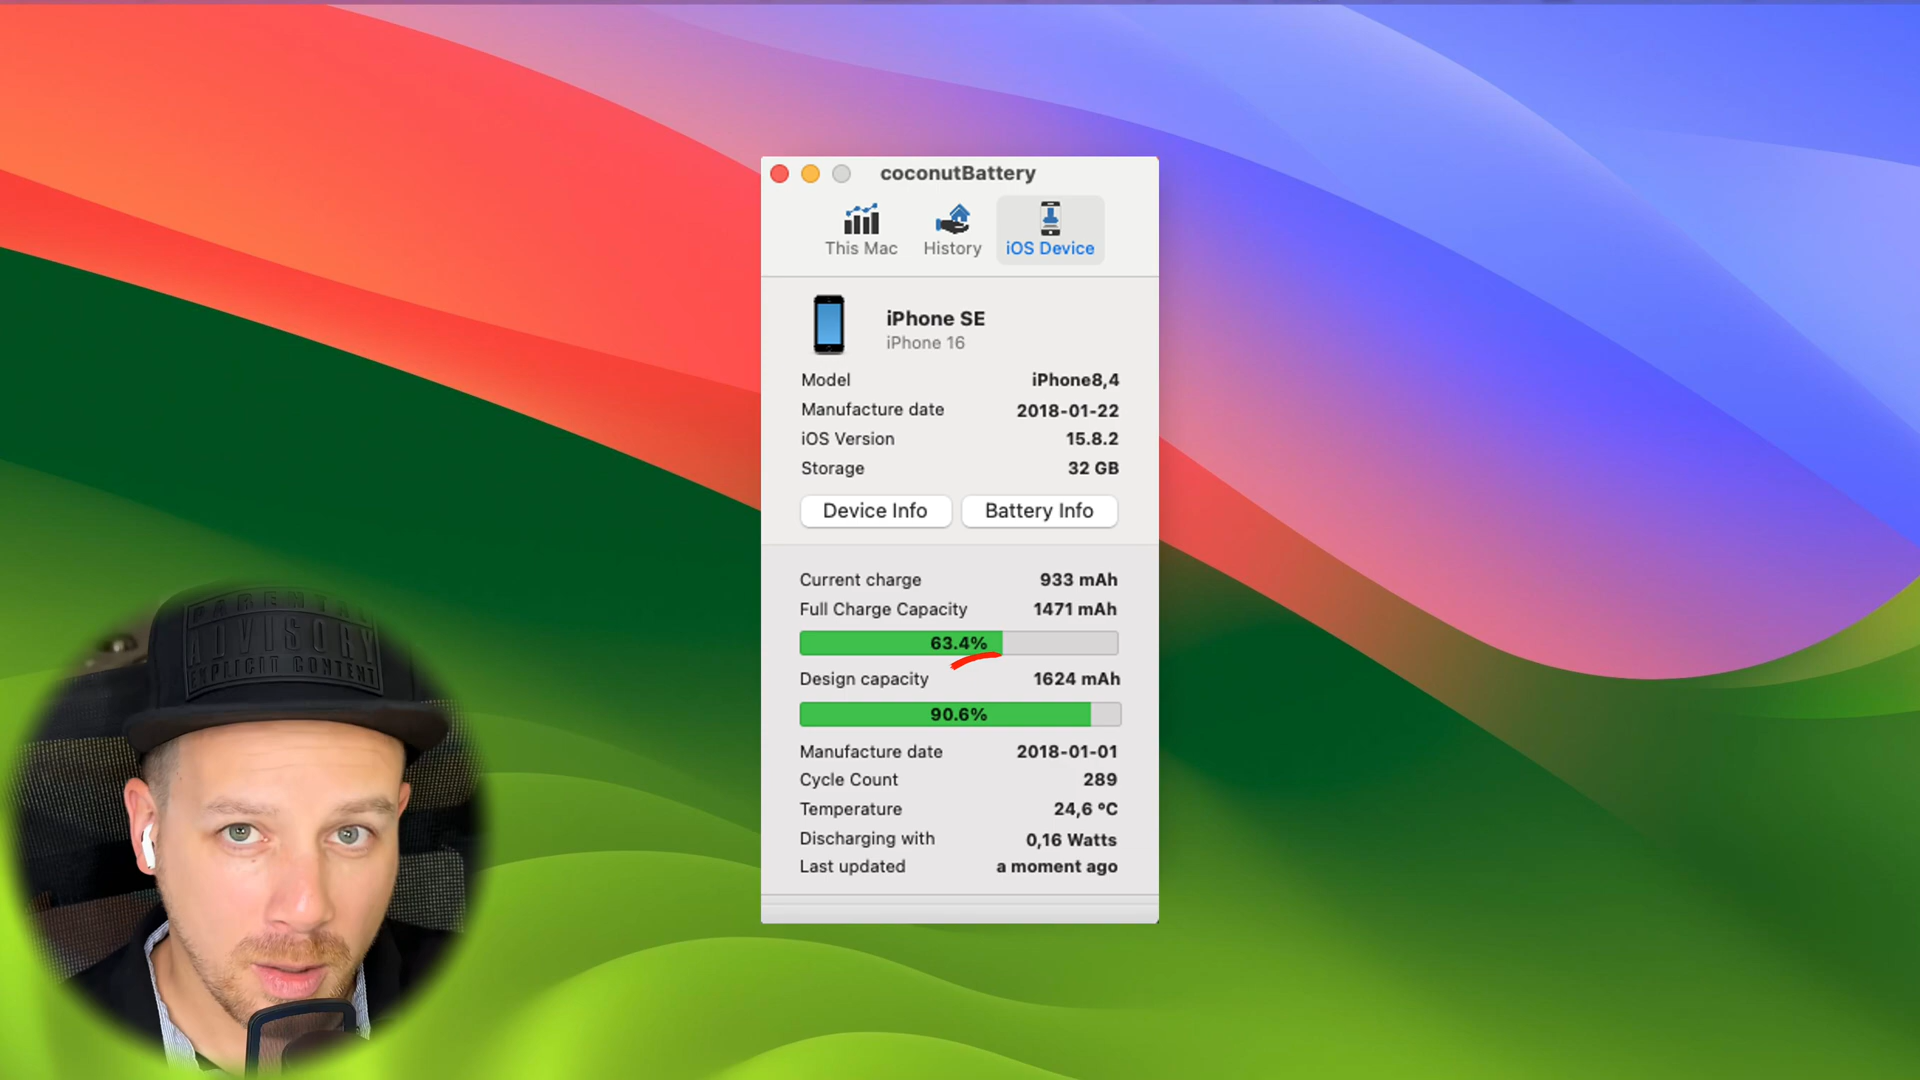 coconutBattery
This Mac
History
iOS Device
iPhone SE
iPhone 16
Model iPhone8,4
Manufacture date 2018-01-22
iOS Version 15.8.2
Storage 32 GB
Device Info
Battery Info
Current charge 933 mAh
Full Charge Capacity 1471 mAh
63.4%
Design capacity 1624 mAh
90.6%
Manufacture date 2018-01-01
Cycle Count 289
Temperature 24,6 °C
Discharging with 0,16 Watts
Last updated a moment ago
PARENTAL
ADVISORY
EXPLICIT CONTENT